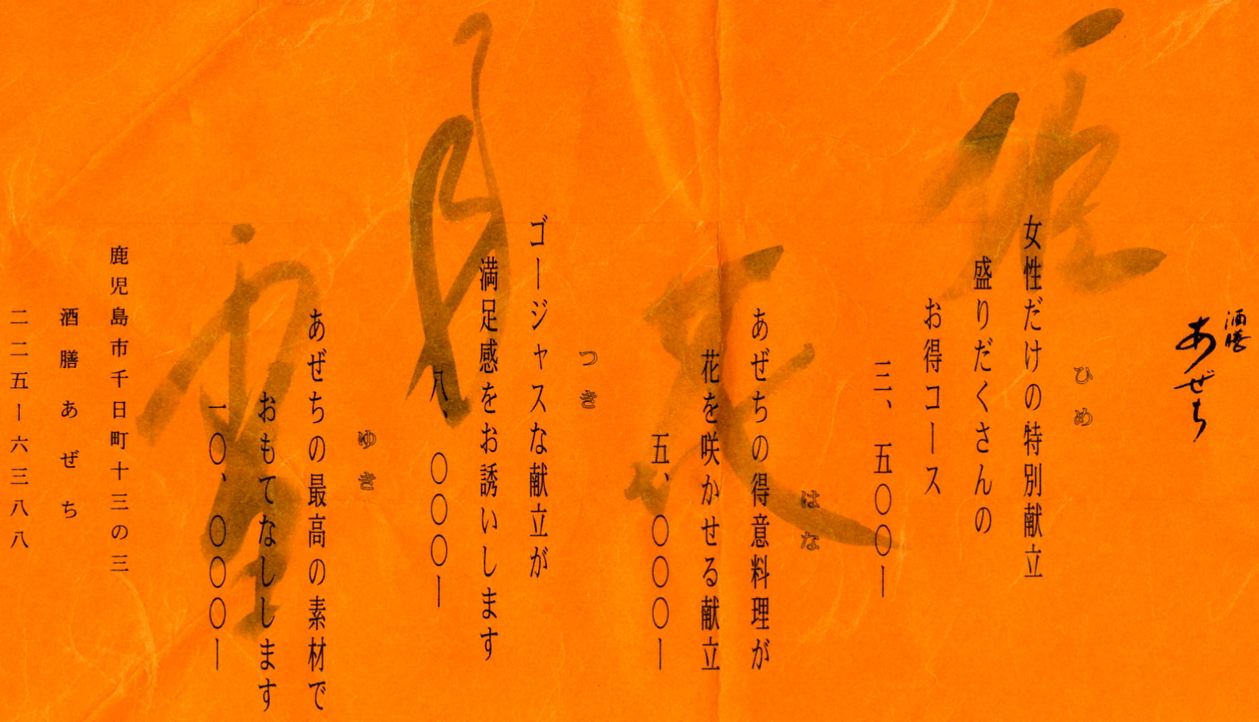 酒膳
あぜち
姫
ひめ
女性だけの特別献立
盛りだくさんの
お得コース
三、五〇〇〇ー
花
はな
あぜちの得意料理が
花を咲かせる献立
五、〇〇〇ー
月
つき
ゴージャスな献立が
満足感をお誘いします
八、〇〇〇ー
雪
ゆき
あぜちの最高の素材で
おもてなしします
一〇、〇〇〇ー
鹿児島市千日町十三の三
酒膳あぜち
二二五ー六三八八